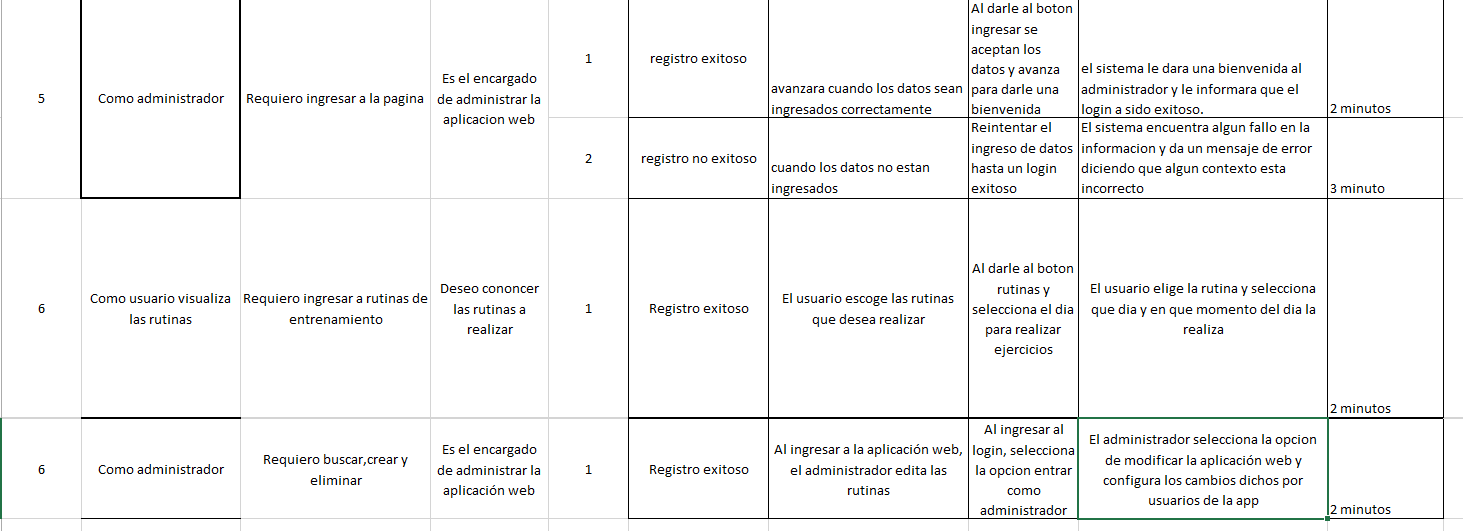 5
Como administrador
Requiero ingresar a la pagina
Es el encargado
de administrar la
aplicacion web
1
registro exitoso
avanzara cuando los datos sean
ingresados correctamente
Al darle al boton
ingresar se
aceptan los
datos y avanza
para darle una
bienvenida
el sistema le dara una bienvenida al
administrador y le informara que el
login a sido exitoso.
2 minutos
2
registro no exitoso
cuando los datos no estan
ingresados
Reintentar el
ingreso de datos
hasta un login
exitoso
El sistema encuentra algun fallo en la
informacion y da un mensaje de error
diciendo que algun contexto esta
incorrecto
3 minuto
6
Como usuario visualiza
las rutinas
Requiero ingresar a rutinas de
entrenamiento
Deseo cononcer
las rutinas a
realizar
1
Registro exitoso
El usuario escoge las rutinas
que desea realizar
Al darle al boton
rutinas y
selecciona el dia
para realizar
ejercicios
El usuario elige la rutina y selecciona
que dia y en que momento del dia la
realiza
2 minutos
6
Como administrador
Requiero buscar,crear y
eliminar
Es el encargado
de administrar la
aplicación web
1
Registro exitoso
Al ingresar a la aplicación web,
el administrador edita las
rutinas
Al ingresar al
login, selecciona
la opcion entrar
como
administrador
El administrador selecciona la opcion
de modificar la aplicación web y
configura los cambios dichos por
usuarios de la app
2 minutos